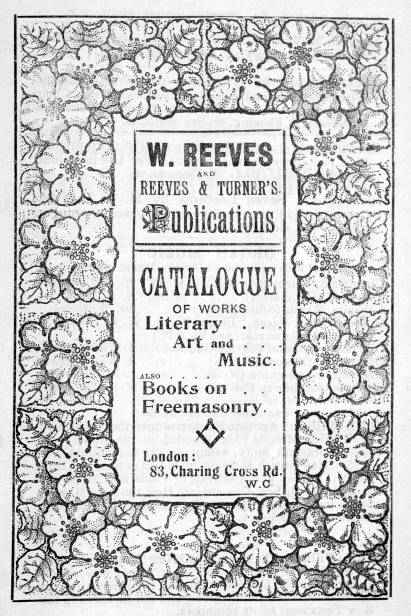 W. REEVES
AND
REEVES & TURNER'S.
Publications
CATALOGUE
OF WORKS
Literary . . .
Art and . . .
Music.
ALSO . . . .
Books on . .
Freemasonry.
London:
83, Charing Cross Rd.
W.C